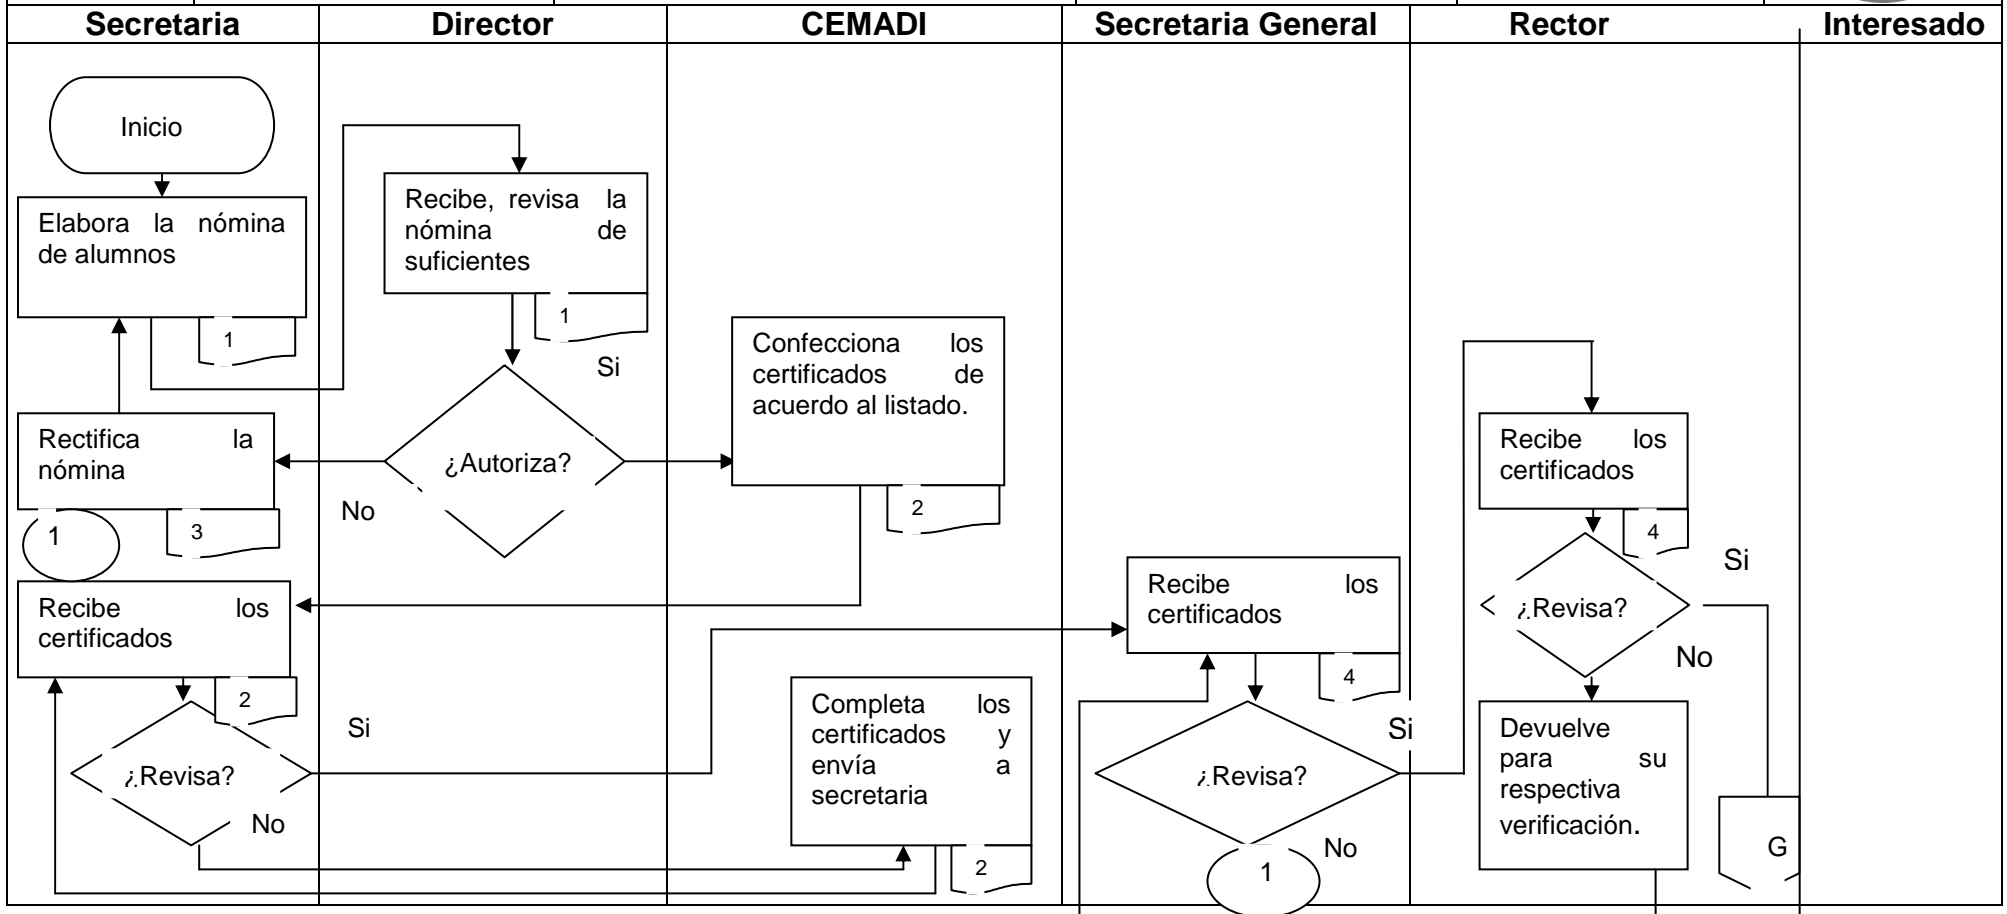 Secretaria
Director
CEMADI
Secretaria General
Rector
Interesado
Inicio
Elabora la nómina
de alumnos
1
Rectifica la
nómina
3
1
Recibe los
certificados
2
¿Revisa?
Si
No
Recibe, revisa la
nómina de
suficientes
1
Si
¿Autoriza?
No
Confecciona los
certificados de
acuerdo al listado.
2
Completa los
certificados y
envía a
secretaria
2
Recibe los
certificados
4
¿Revisa?
Si
No
1
Recibe los
certificados
4
¿Revisa?
Si
No
Devuelve
para su
respectiva
verificación.
G